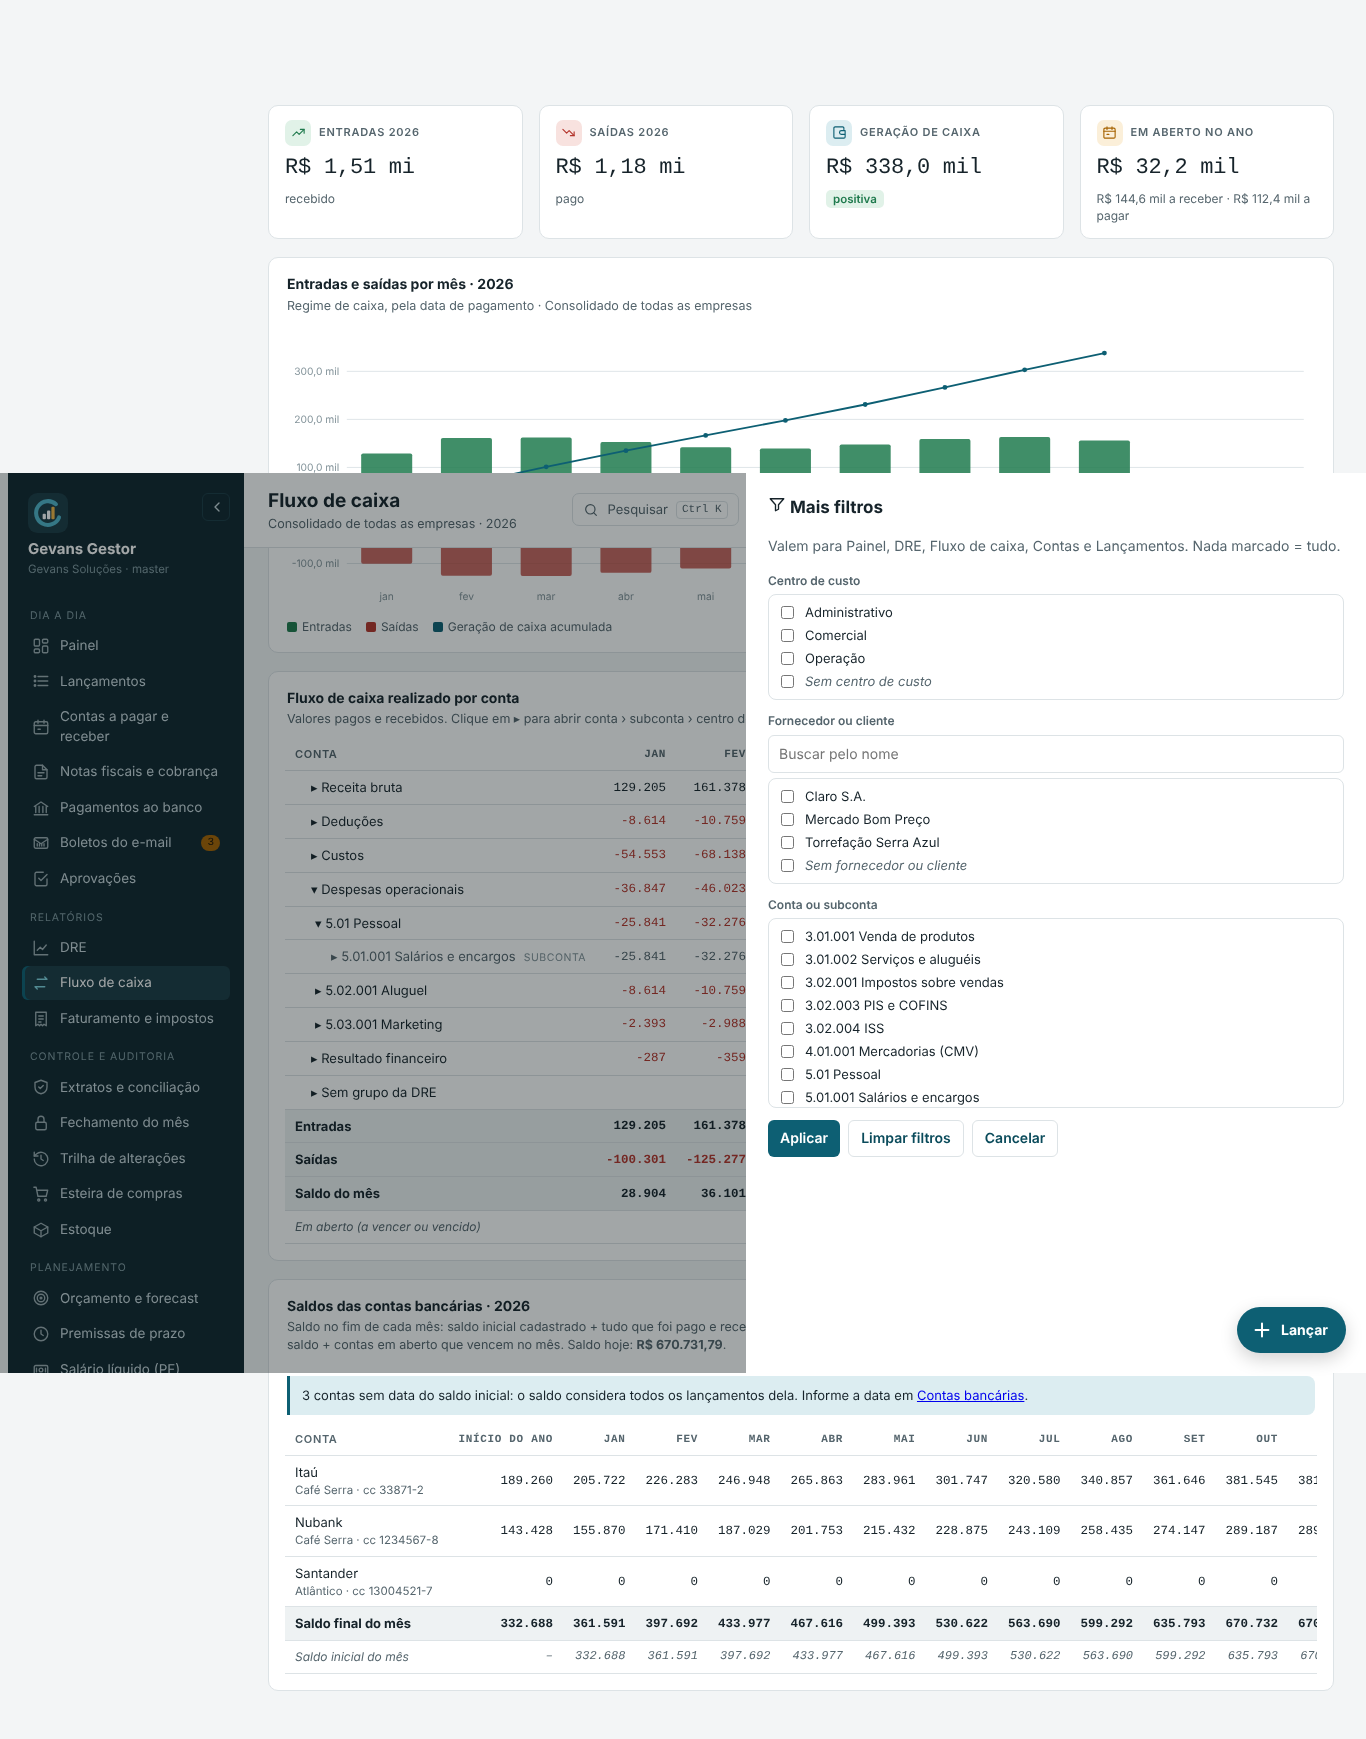 ENTRADAS 2026
R$ 1,51 mi
recebido
SAÍDAS 2026
R$ 1,18 mi
pago
GERAÇÃO DE CAIXA
R$ 338,0 mil
positiva
EM ABERTO NO ANO
R$ 32,2 mil
R$ 144,6 mil a receber · R$ 112,4 mil a
pagar
Entradas e saídas por mês · 2026
Regime de caixa, pela data de pagamento · Consolidado de todas as empresas
300,0 mil
200,0 mil
100,0 mil
Gevans Gestor
Gevans Soluções · master
DIA A DIA
Painel
Lançamentos
Contas a pagar e
receber
Notas fiscais e cobrança
Pagamentos ao banco
Boletos do e-mail 3
Aprovações
RELATÓRIOS
DRE
Fluxo de caixa
Faturamento e impostos
CONTROLE E AUDITORIA
Extratos e conciliação
Fechamento do mês
Trilha de alterações
Esteira de compras
Estoque
PLANEJAMENTO
Orçamento e forecast
Premissas de prazo
Salário líquido (PF)
Fluxo de caixa
Consolidado de todas as empresas · 2026
Pesquisar Ctrl K
-100,0 mil
jan fev mar abr mai
Entradas Saídas Geração de caixa acumulada
Fluxo de caixa realizado por conta
Valores pagos e recebidos. Clique em ▸ para abrir conta › subconta › centro d
CONTA JAN FEV
▸ Receita bruta 129.205 161.378
▸ Deduções -8.614 -10.759
▸ Custos -54.553 -68.138
▾ Despesas operacionais -36.847 -46.023
▾ 5.01 Pessoal -25.841 -32.276
▸ 5.01.001 Salários e encargos SUBCONTA -25.841 -32.276
▸ 5.02.001 Aluguel -8.614 -10.759
▸ 5.03.001 Marketing -2.393 -2.988
▸ Resultado financeiro -287 -359
▸ Sem grupo da DRE
Entradas 129.205 161.378
Saídas -100.301 -125.277
Saldo do mês 28.904 36.101
Em aberto (a vencer ou vencido)
Saldos das contas bancárias · 2026
Saldo no fim de cada mês: saldo inicial cadastrado + tudo que foi pago e rece
saldo + contas em aberto que vencem no mês. Saldo hoje: R$ 670.731,79.
Mais filtros
Valem para Painel, DRE, Fluxo de caixa, Contas e Lançamentos. Nada marcado = tudo.
Centro de custo
Administrativo
Comercial
Operação
Sem centro de custo
Fornecedor ou cliente
Buscar pelo nome
Claro S.A.
Mercado Bom Preço
Torrefação Serra Azul
Sem fornecedor ou cliente
Conta ou subconta
3.01.001 Venda de produtos
3.01.002 Serviços e aluguéis
3.02.001 Impostos sobre vendas
3.02.003 PIS e COFINS
3.02.004 ISS
4.01.001 Mercadorias (CMV)
5.01 Pessoal
5.01.001 Salários e encargos
Aplicar Limpar filtros Cancelar
Lançar
3 contas sem data do saldo inicial: o saldo considera todos os lançamentos dela. Informe a data em Contas bancárias.
CONTA INÍCIO DO ANO JAN FEV MAR ABR MAI JUN JUL AGO SET OUT
Itaú 189.260 205.722 226.283 246.948 265.863 283.961 301.747 320.580 340.857 361.646 381.545 381
Café Serra · cc 33871-2
Nubank 143.428 155.870 171.410 187.029 201.753 215.432 228.875 243.109 258.435 274.147 289.187 289
Café Serra · cc 1234567-8
Santander 0 0 0 0 0 0 0 0 0 0 0
Atlântico · cc 13004521-7
Saldo final do mês 332.688 361.591 397.692 433.977 467.616 499.393 530.622 563.690 599.292 635.793 670.732 670
Saldo inicial do mês – 332.688 361.591 397.692 433.977 467.616 499.393 530.622 563.690 599.292 635.793 670